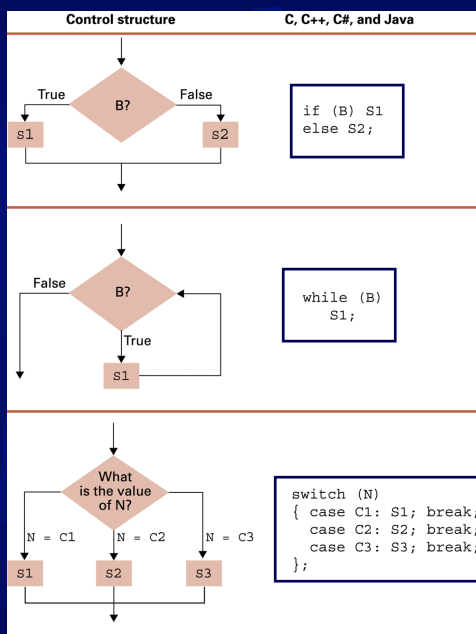 Control structure
C, C++, C#, and Java
True
B?
False
S1
S2
if (B) S1
else S2;
False
B?
True
S1
while (B)
S1;
What
is the value
of N?
N = C1
N = C2
N = C3
S1
S2
S3
switch (N)
{ case C1: S1; break;
case C2: S2; break;
case C3: S3; break;
};